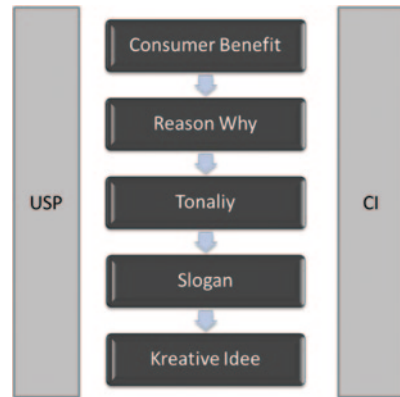 Consumer Benefit
Reason Why
USP
Tonaliy
CI
Slogan
Kreative Idee